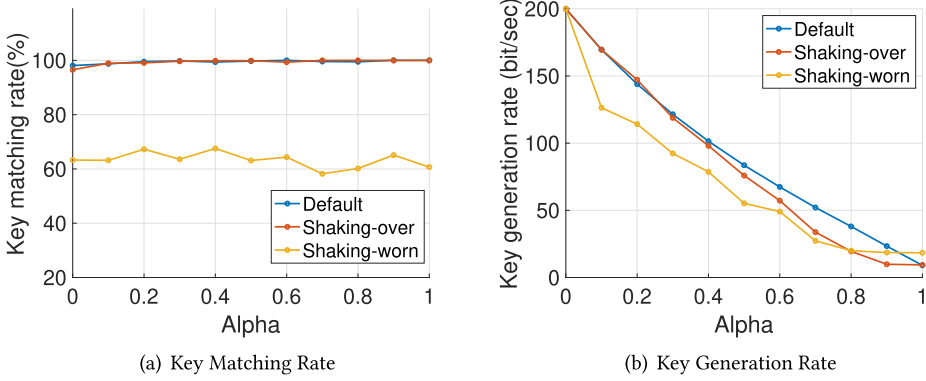 Key matching rate(%)
100
80
60
40
20
0
0.2
0.4
0.6
0.8
1
Alpha
Default
Shaking-over
Shaking-worn
(a) Key Matching Rate
Key generation rate (bit/sec)
200
150
100
50
0
0
0.2
0.4
0.6
0.8
1
Alpha
Default
Shaking-over
Shaking-worn
(b) Key Generation Rate